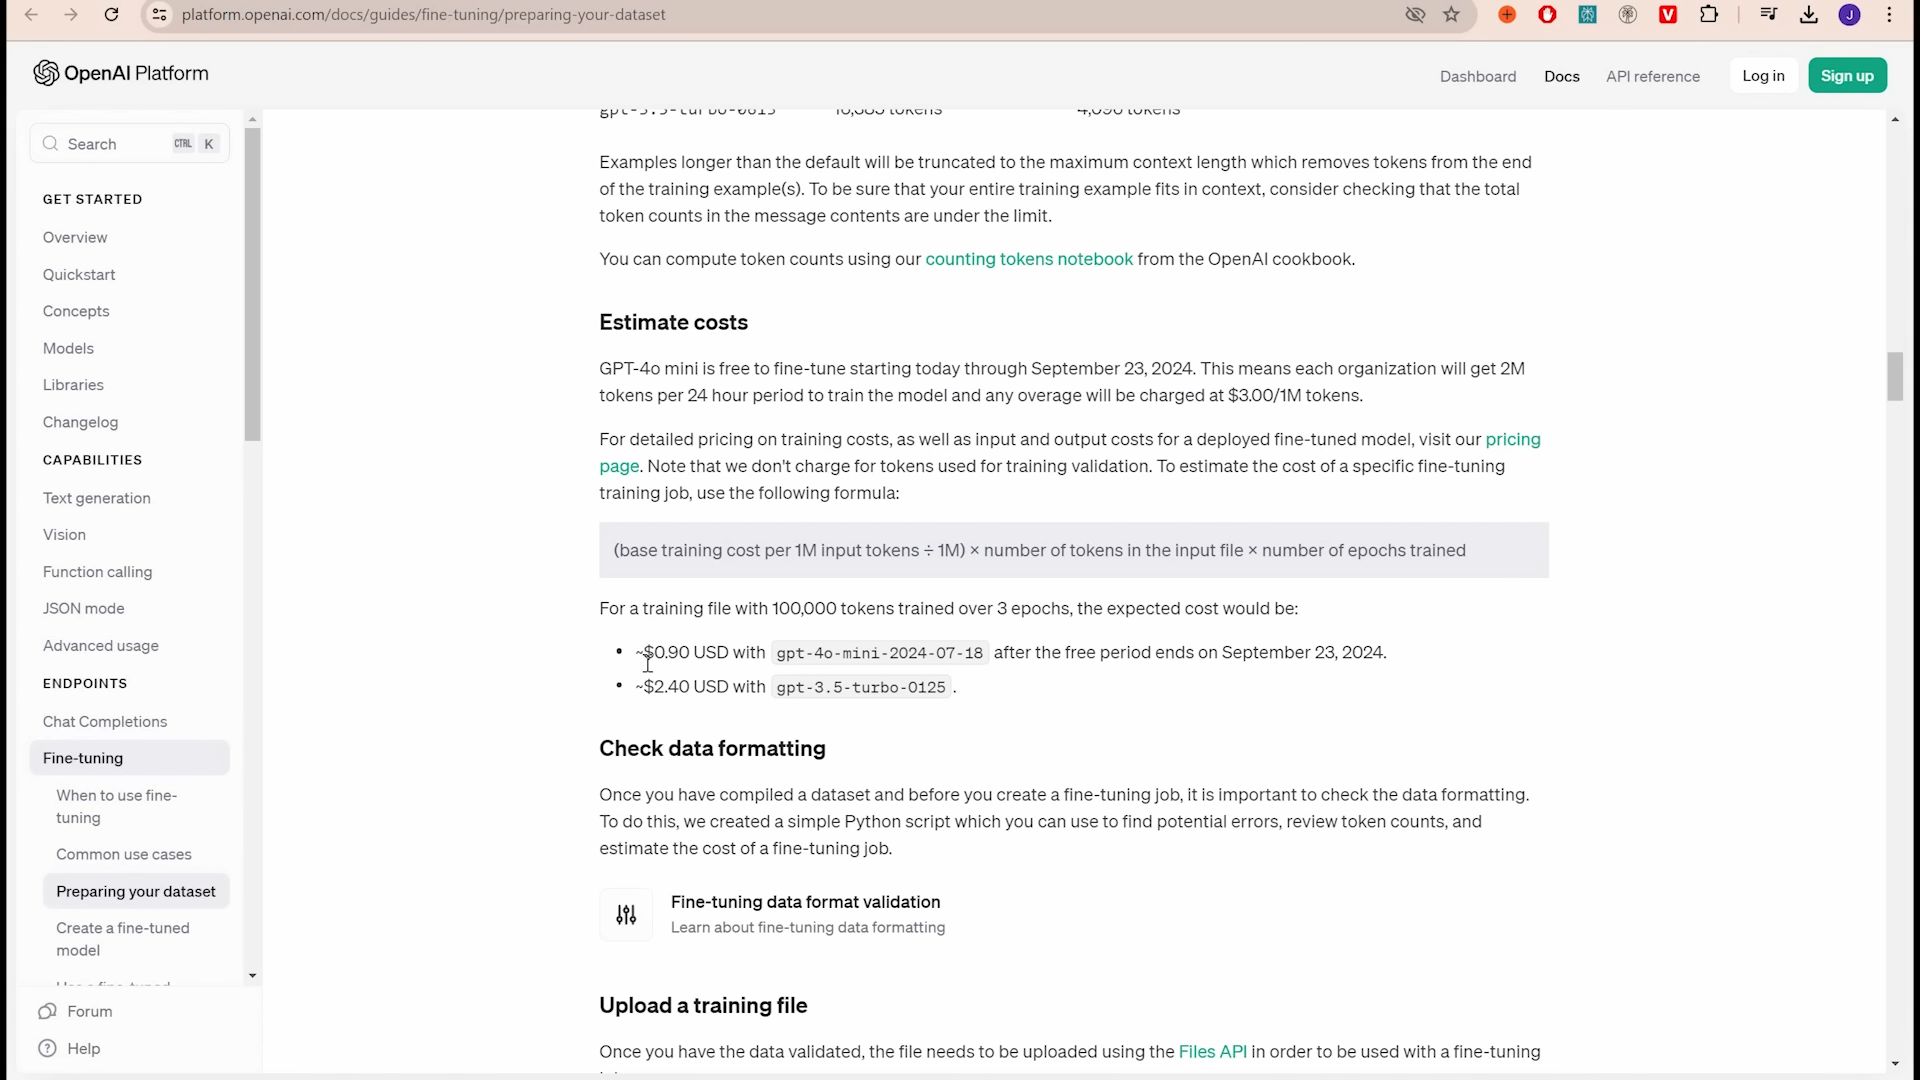 platform.openai.com/docs/guides/fine-tuning/preparing-your-dataset
OpenAI Platform
Dashboard
Docs
API reference
Log in
Sign up
Search
CTRL K
GET STARTED
Overview
Quickstart
Concepts
Models
Libraries
Changelog
CAPABILITIES
Text generation
Vision
Function calling
JSON mode
Advanced usage
ENDPOINTS
Chat Completions
Fine-tuning
When to use fine-
tuning
Common use cases
Preparing your dataset
Create a fine-tuned
model
Forum
Help
Examples longer than the default will be truncated to the maximum context length which removes tokens from the end
of the training example(s). To be sure that your entire training example fits in context, consider checking that the total
token counts in the message contents are under the limit.
You can compute token counts using our counting tokens notebook from the OpenAI cookbook.
Estimate costs
GPT-4o mini is free to fine-tune starting today through September 23, 2024. This means each organization will get 2M
tokens per 24 hour period to train the model and any overage will be charged at $3.00/1M tokens.
For detailed pricing on training costs, as well as input and output costs for a deployed fine-tuned model, visit our pricing
page. Note that we don't charge for tokens used for training validation. To estimate the cost of a specific fine-tuning
training job, use the following formula:
(base training cost per 1M input tokens ÷ 1M) × number of tokens in the input file × number of epochs trained
For a training file with 100,000 tokens trained over 3 epochs, the expected cost would be:
• ~$0.90 USD with gpt-4o-mini-2024-07-18 after the free period ends on September 23, 2024.
• ~$2.40 USD with gpt-3.5-turbo-0125.
Check data formatting
Once you have compiled a dataset and before you create a fine-tuning job, it is important to check the data formatting.
To do this, we created a simple Python script which you can use to find potential errors, review token counts, and
estimate the cost of a fine-tuning job.
Fine-tuning data format validation
Learn about fine-tuning data formatting
Upload a training file
Once you have the data validated, the file needs to be uploaded using the Files API in order to be used with a fine-tuning